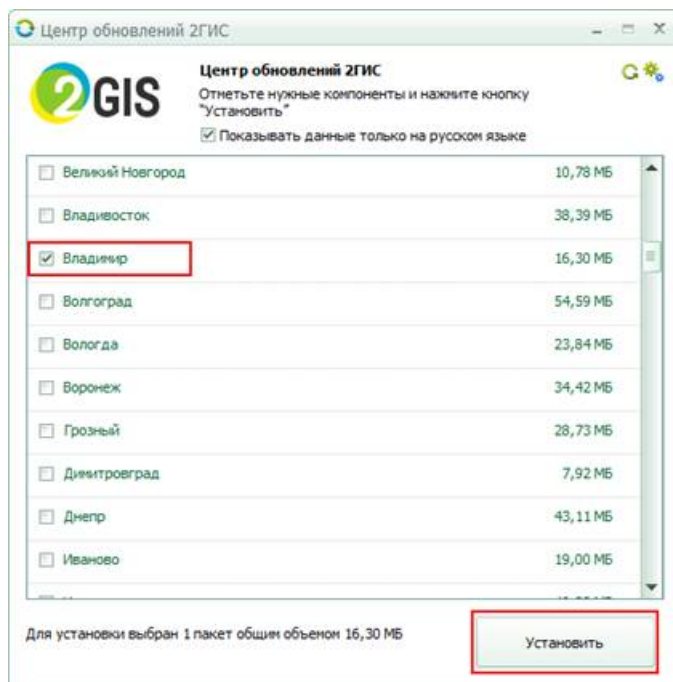 Центр обновлений 2ГИС
2GIS
Центр обновлений 2ГИС
Отметьте нужные компоненты и нажмите кнопку
"Установить"
Показывать данные только на русском языке
Великий Новгород 10,78 МБ
Владивосток 38,39 МБ
Владимир 16,30 МБ
Волгоград 54,59 МБ
Вологда 23,84 МБ
Воронеж 34,42 МБ
Грозный 28,73 МБ
Димитровград 7,92 МБ
Днепр 43,11 МБ
Иваново 19,00 МБ
Для установки выбран 1 пакет общим объемом 16,30 МБ
Установить